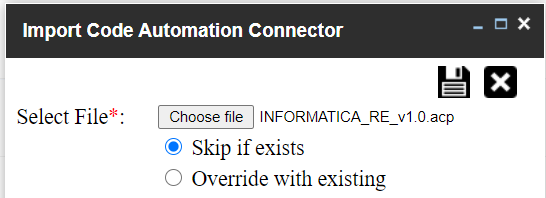 Import Code Automation Connector
Select File*: Choose file INFORMATICA_RE_v1.0.acp
Skip if exists
Override with existing